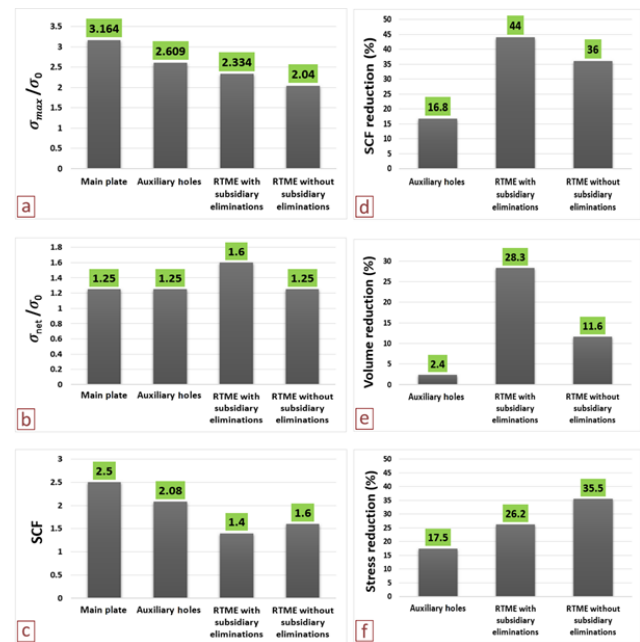 σmax/σ0
3.5
3
2.5
2
1.5
1
0.5
0
3.164
2.609
2.334
2.04
Main plate
Auxiliary holes
RTME with
subsidiary
eliminations
RTME without
subsidiary
eliminations
a
SCF reduction (%)
50
45
40
35
30
25
20
15
10
5
0
16.8
44
36
Auxiliary holes
RTME with
subsidiary
eliminations
RTME without
subsidiary
eliminations
d
σnet/σ0
1.8
1.6
1.4
1.2
1
0.8
0.6
0.4
0.2
0
1.25
1.25
1.6
1.25
Main plate
Auxiliary holes
RTME with
subsidiary
eliminations
RTME without
subsidiary
eliminations
b
Volume reduction (%)
30
25
20
15
10
5
0
2.4
28.3
11.6
Auxiliary holes
RTME with
subsidiary
eliminations
RTME without
subsidiary
eliminations
e
SCF
3
2.5
2
1.5
1
0.5
0
2.5
2.08
1.4
1.6
Main plate
Auxiliary holes
RTME with
subsidiary
eliminations
RTME without
subsidiary
eliminations
c
Stress reduction (%)
50
45
40
35
30
25
20
15
10
5
0
17.5
26.2
35.5
Auxiliary holes
RTME with
subsidiary
eliminations
RTME without
subsidiary
eliminations
f